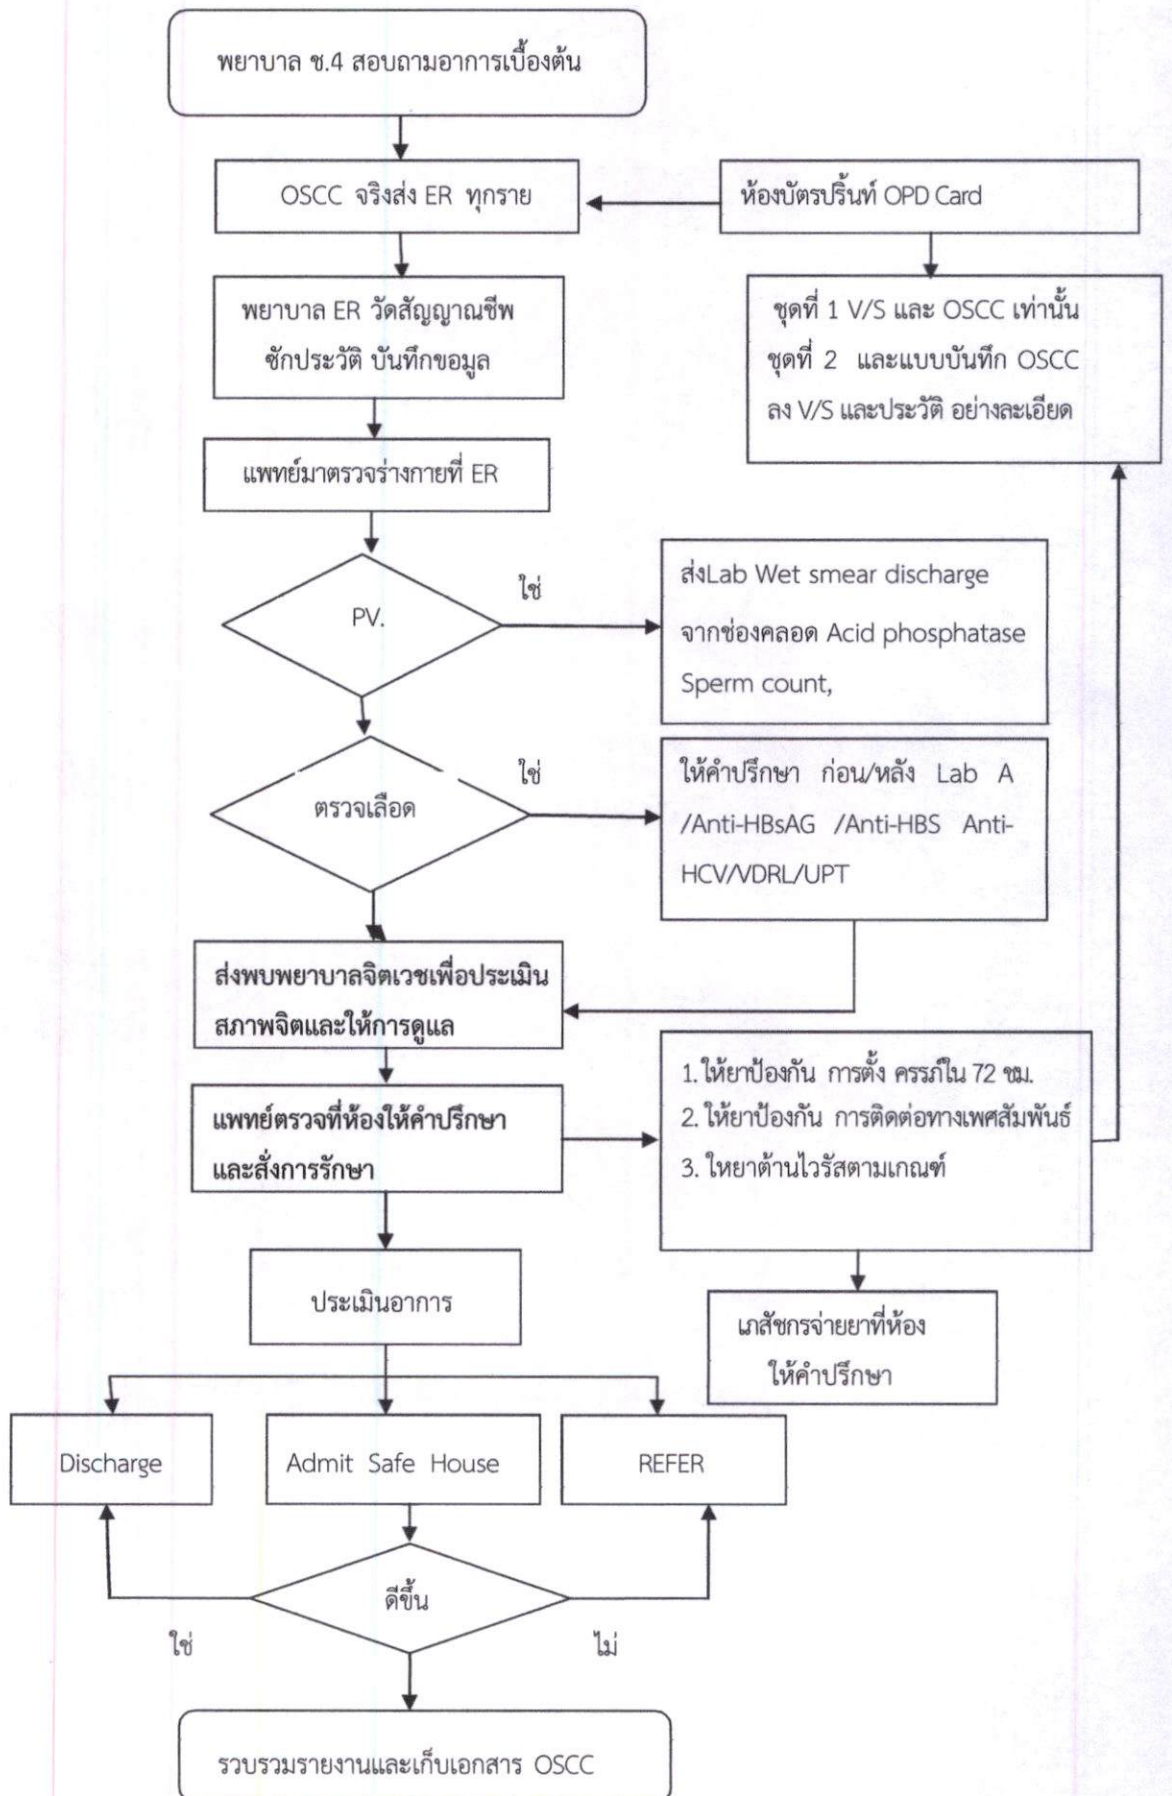 พยาบาล ช.4 สอบถามอาการเบื้องต้น
OSCC จริงส่ง ER ทุกราย
ห้องบัตรปริ้นท์ OPD Card
พยาบาล ER วัดสัญญาณชีพ
ซักประวัติ บันทึกขอมูล
ชุดที่ 1 V/S และ OSCC เท่านั้น
ชุดที่ 2 และแบบบันทึก OSCC
ลง V/S และประวัติ อย่างละเอียด
แพทย์มาตรวจร่างกายที่ ER
PV.
ใช่
ส่งLab Wet smear discharge
จากช่องคลอด Acid phosphatase
Sperm count,
ตรวจเลือด
ใช่
ให้คำปรึกษา ก่อน/หลัง Lab A
/Anti-HBsAG /Anti-HBS Anti-
HCV/VDRL/UPT
ส่งพบพยาบาลจิตเวชเพื่อประเมิน
สภาพจิตและให้การดูแล
แพทย์ตรวจที่ห้องให้คำปรึกษา
และสั่งการรักษา
1. ให้ยาป้องกัน การตั้ง ครรภ์ใน 72 ชม.
2. ให้ยาป้องกัน การติดต่อทางเพศสัมพันธ์
3. ใหยาต้านไวรัสตามเกณฑ์
ประเมินอาการ
เภสัชกรจ่ายยาที่ห้อง
ให้คำปรึกษา
Discharge
Admit Safe House
REFER
ดีขึ้น
ใช่
ไม่
รวบรวมรายงานและเก็บเอกสาร OSCC